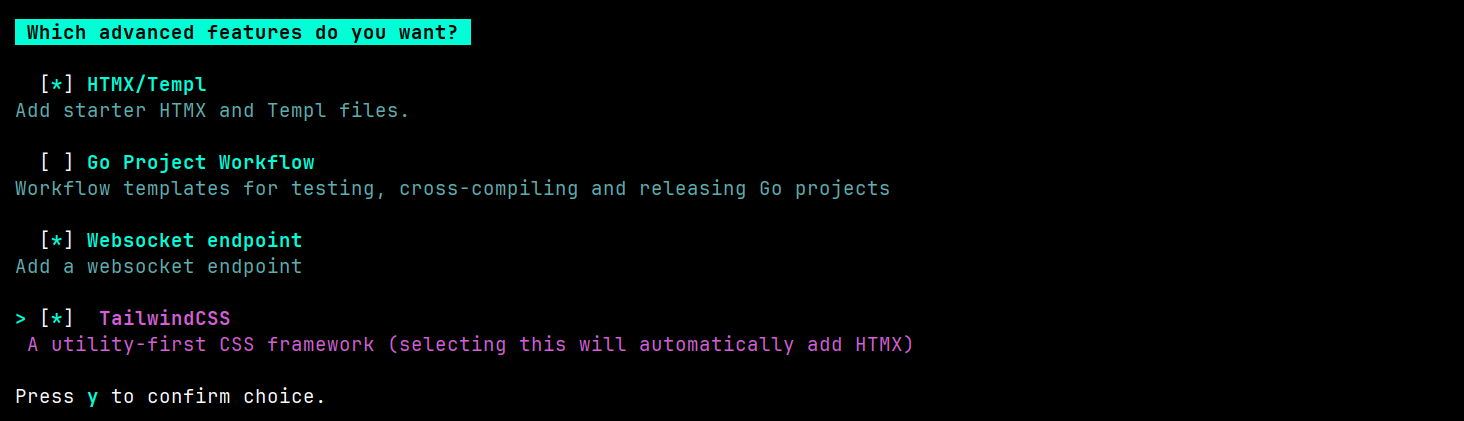 Which advanced features do you want?
[*] HTMX/Templ
Add starter HTMX and Templ files.
[ ] Go Project Workflow
Workflow templates for testing, cross-compiling and releasing Go projects
[*] Websocket endpoint
Add a websocket endpoint
> [*] TailwindCSS
A utility-first CSS framework (selecting this will automatically add HTMX)
Press y to confirm choice.